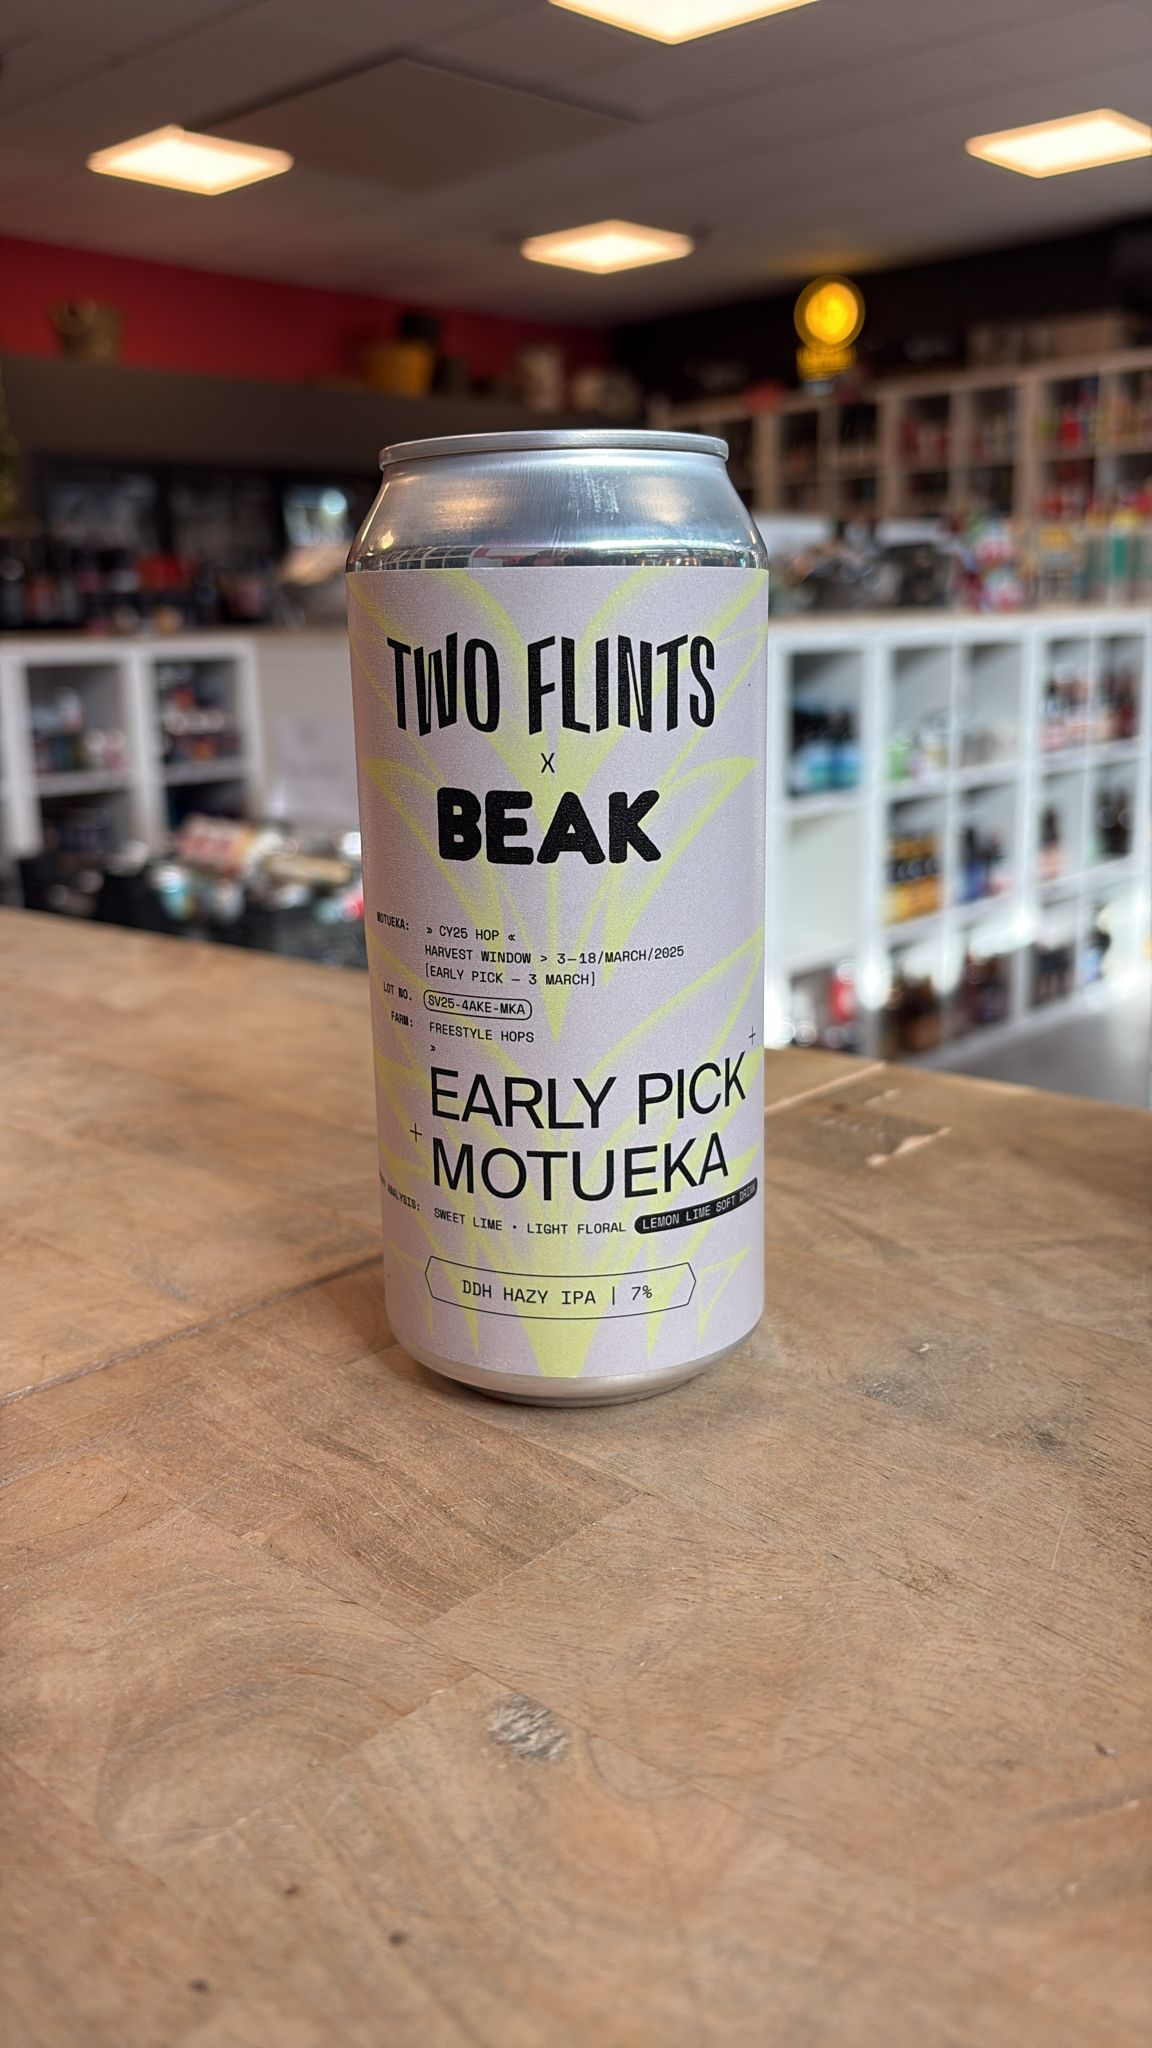 TWO FLINTS
X
BEAK
MOTUEKA: » CY25 HOP «
HARVEST WINDOW > 3–18/MARCH/2025
[EARLY PICK – 3 MARCH]
LOT NO. SV25-4AKE-MKA
FARM: FREESTYLE HOPS
»
EARLY PICK
MOTUEKA
ANALYSIS: SWEET LIME • LIGHT FLORAL LEMON LIME SOFT DRINK
DDH HAZY IPA | 7%